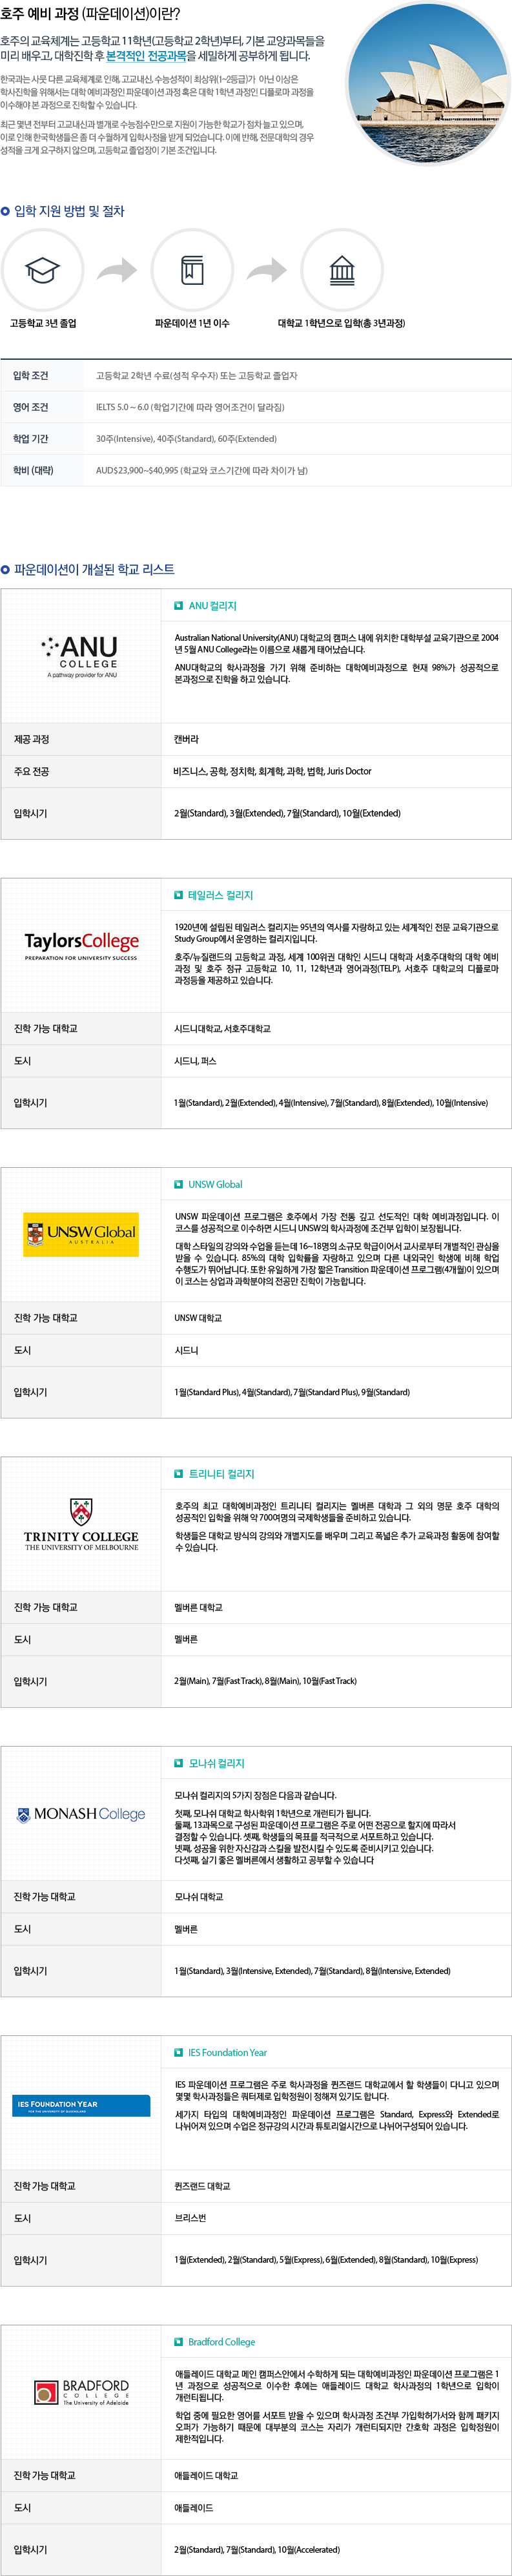 호주 예비 과정 (파운데이션)이란?
호주의 교육체계는 고등학교 11학년(고등학교 2학년)부터, 기본 교양과목들을
미리 배우고, 대학진학 후 본격적인 전공과목을 세밀하게 공부하게 됩니다.
한국과는 사뭇 다른 교육체계로 인해, 고교내신, 수능성적이 최상위(1~2등급)가 아닌 이상은
학사진학을 위해서는 대학 예비과정인 파운데이션 과정 혹은 대학 1학년 과정인 디플로마 과정을
이수해야 본 과정으로 진학할 수 있습니다.
최근 몇년 전부터 고교내신과 별개로 수능점수만으로 지원이 가능한 학교가 점차 늘고 있으며,
이로 인해 한국학생들은 좀 더 수월하게 입학사정을 받게 되었습니다. 이에 반해, 전문대학의 경우
성적을 크게 요구하지 않으며, 고등학교 졸업장이 기본 조건입니다.
입학 지원 방법 및 절차
고등학교 3년 졸업
파운데이션 1년 이수
대학교 1학년으로 입학(총 3년과정)
입학 조건 고등학교 2학년 수료(성적 우수자) 또는 고등학교 졸업자
영어 조건 IELTS 5.0 ~ 6.0 (학업기간에 따라 영어조건이 달라짐)
학업 기간 30주(Intensive), 40주(Standard), 60주(Extended)
학비 (대략) AUD$23,900~$40,995 (학교와 코스기간에 따라 차이가 남)
파운데이션이 개설된 학교 리스트
ANU 컬리지
ANU
COLLEGE
A pathway provider for ANU
Australian National University(ANU) 대학교의 캠퍼스 내에 위치한 대학부설 교육기관으로 2004
년 5월 ANU College라는 이름으로 새롭게 태어났습니다.
ANU대학교의 학사과정을 가기 위해 준비하는 대학예비과정으로 현재 98%가 성공적으로
본과정으로 진학을 하고 있습니다.
제공 과정 캔버라
주요 전공 비즈니스, 공학, 정치학, 회계학, 과학, 법학, Juris Doctor
입학시기 2월(Standard), 3월(Extended), 7월(Standard), 10월(Extended)
테일러스 컬리지
TaylorsCollege
PREPARATION FOR UNIVERSITY SUCCESS
1920년에 설립된 테일러스 컬리지는 95년의 역사를 자랑하고 있는 세계적인 전문 교육기관으로
Study Group에서 운영하는 컬리지입니다.
호주/뉴질랜드의 고등학교 과정, 세계 100위권 대학인 시드니 대학과 서호주대학의 대학 예비
과정 및 호주 정규 고등학교 10, 11, 12학년과 영어과정(TELP), 서호주 대학교의 디플로마
과정등을 제공하고 있습니다.
진학 가능 대학교 시드니대학교, 서호주대학교
도시 시드니, 퍼스
입학시기 1월(Standard), 2월(Extended), 4월(Intensive), 7월(Standard), 8월(Extended), 10월(Intensive)
UNSW Global
UNSW Global
AUSTRALIA
UNSW 파운데이션 프로그램은 호주에서 가장 전통 깊고 선도적인 대학 예비과정입니다. 이
코스를 성공적으로 이수하면 시드니 UNSW의 학사과정에 조건부 입학이 보장됩니다.
대학 스타일의 강의와 수업을 듣는데 16~18명의 소규모 학급이어서 교사로부터 개별적인 관심을
받을 수 있습니다. 85%의 대학 입학률을 자랑하고 있으며 다른 내외국인 학생에 비해 학업
수행도가 뛰어납니다. 또한 유일하게 가장 짧은 Transition 파운데이션 프로그램(4개월)이 있으며
이 코스는 상업과 과학분야의 전공만 진학이 가능합니다.
진학 가능 대학교 UNSW 대학교
도시 시드니
입학시기 1월(Standard Plus), 4월(Standard), 7월(Standard Plus), 9월(Standard)
트리니티 컬리지
TRINITY COLLEGE
THE UNIVERSITY OF MELBOURNE
호주의 최고 대학예비과정인 트리니티 컬리지는 멜버른 대학과 그 외의 명문 호주 대학의
성공적인 입학을 위해 약 700여명의 국제학생들을 준비하고 있습니다.
학생들은 대학교 방식의 강의와 개별지도를 배우며 그리고 폭넓은 추가 교육과정 활동에 참여할
수 있습니다.
진학 가능 대학교 멜버른 대학교
도시 멜버른
입학시기 2월(Main), 7월(Fast Track), 8월(Main), 10월(Fast Track)
모나쉬 컬리지
MONASH College
모나쉬 컬리지의 5가지 장점은 다음과 같습니다.
첫째, 모나쉬 대학교 학사학위 1학년으로 개런티가 됩니다.
둘째, 13과목으로 구성된 파운데이션 프로그램은 주로 어떤 전공으로 할지에 따라서
결정할 수 있습니다. 셋째, 학생들의 목표를 적극적으로 서포트하고 있습니다.
넷째, 성공을 위한 자신감과 스킬을 발전시킬 수 있도록 준비시키고 있습니다.
다섯째, 살기 좋은 멜버른에서 생활하고 공부할 수 있습니다
진학 가능 대학교 모나쉬 대학교
도시 멜버른
입학시기 1월(Standard), 3월(Intensive, Extended), 7월(Standard), 8월(Intensive, Extended)
IES Foundation Year
IES FOUNDATION YEAR
FOR THE UNIVERSITY OF QUEENSLAND
IES 파운데이션 프로그램은 주로 학사과정을 퀸즈랜드 대학교에서 할 학생들이 다니고 있으며
몇몇 학사과정들은 쿼터제로 입학정원이 정해져 있기도 합니다.
세가지 타입의 대학예비과정인 파운데이션 프로그램은 Standard, Express와 Extended로
나뉘어져 있으며 수업은 정규강의 시간과 튜토리얼시간으로 나뉘어구성되어 있습니다.
진학 가능 대학교 퀸즈랜드 대학교
도시 브리스번
입학시기 1월(Extended), 2월(Standard), 5월(Express), 6월(Extended), 8월(Standard), 10월(Express)
Bradford College
BRADFORD
COLLEGE
The University of Adelaide
애들레이드 대학교 메인 캠퍼스안에서 수학하게 되는 대학예비과정인 파운데이션 프로그램은 1
년 과정으로 성공적으로 이수한 후에는 애들레이드 대학교 학사과정의 1학년으로 입학이
개런티됩니다.
학업 중에 필요한 영어를 서포트 받을 수 있으며 학사과정 조건부 가입학허가서와 함께 패키지
오퍼가 가능하기 때문에 대부분의 코스는 자리가 개런티되지만 간호학 과정은 입학정원이
제한적입니다.
진학 가능 대학교 애들레이드 대학교
도시 애들레이드
입학시기 2월(Standard), 7월(Standard), 10월(Accelerated)